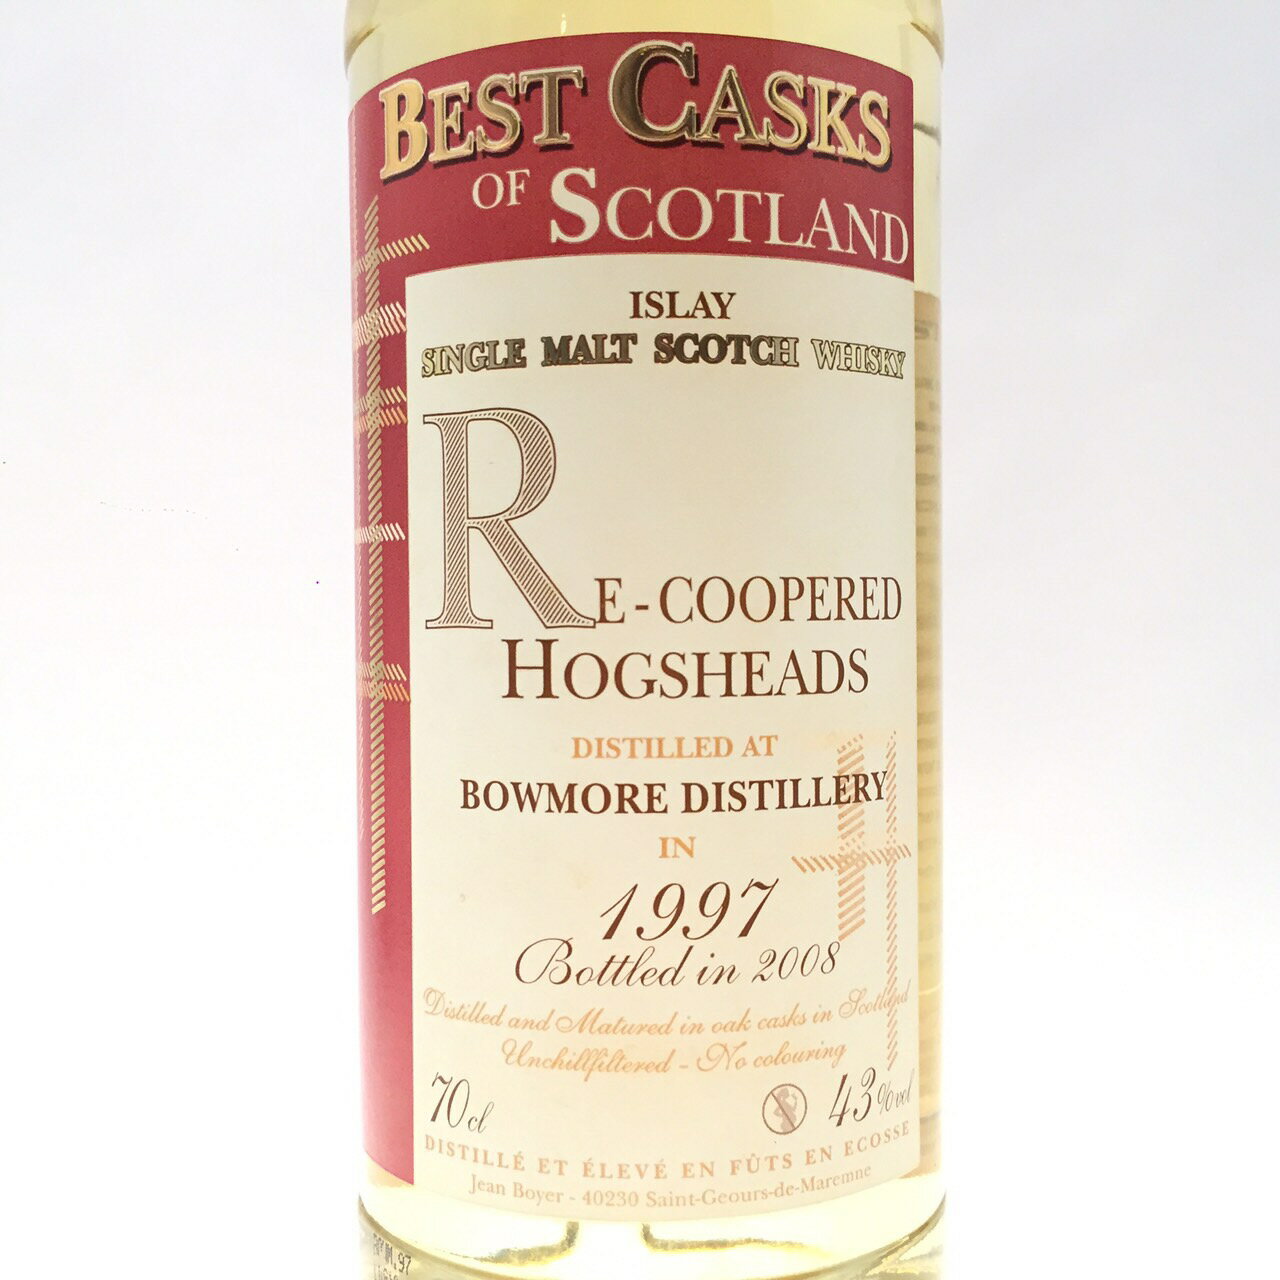 BEST CASKS
OF SCOTLAND
ISLAY
SINGLE MALT SCOTCH WHISKY
RE-COOPERED
HOGSHEADS
DISTILLED AT
BOWMORE DISTILLERY
IN
1997
Bottled in 2008
Distilled and Matured in oak casks in Scotland
Unchillfiltered - No colouring
70cl
43%vol
DISTILLÉ ET ÉLEVÉ EN FÛTS EN ECOSSE
Jean Boyer - 40230 Saint-Geours-de-Maremne